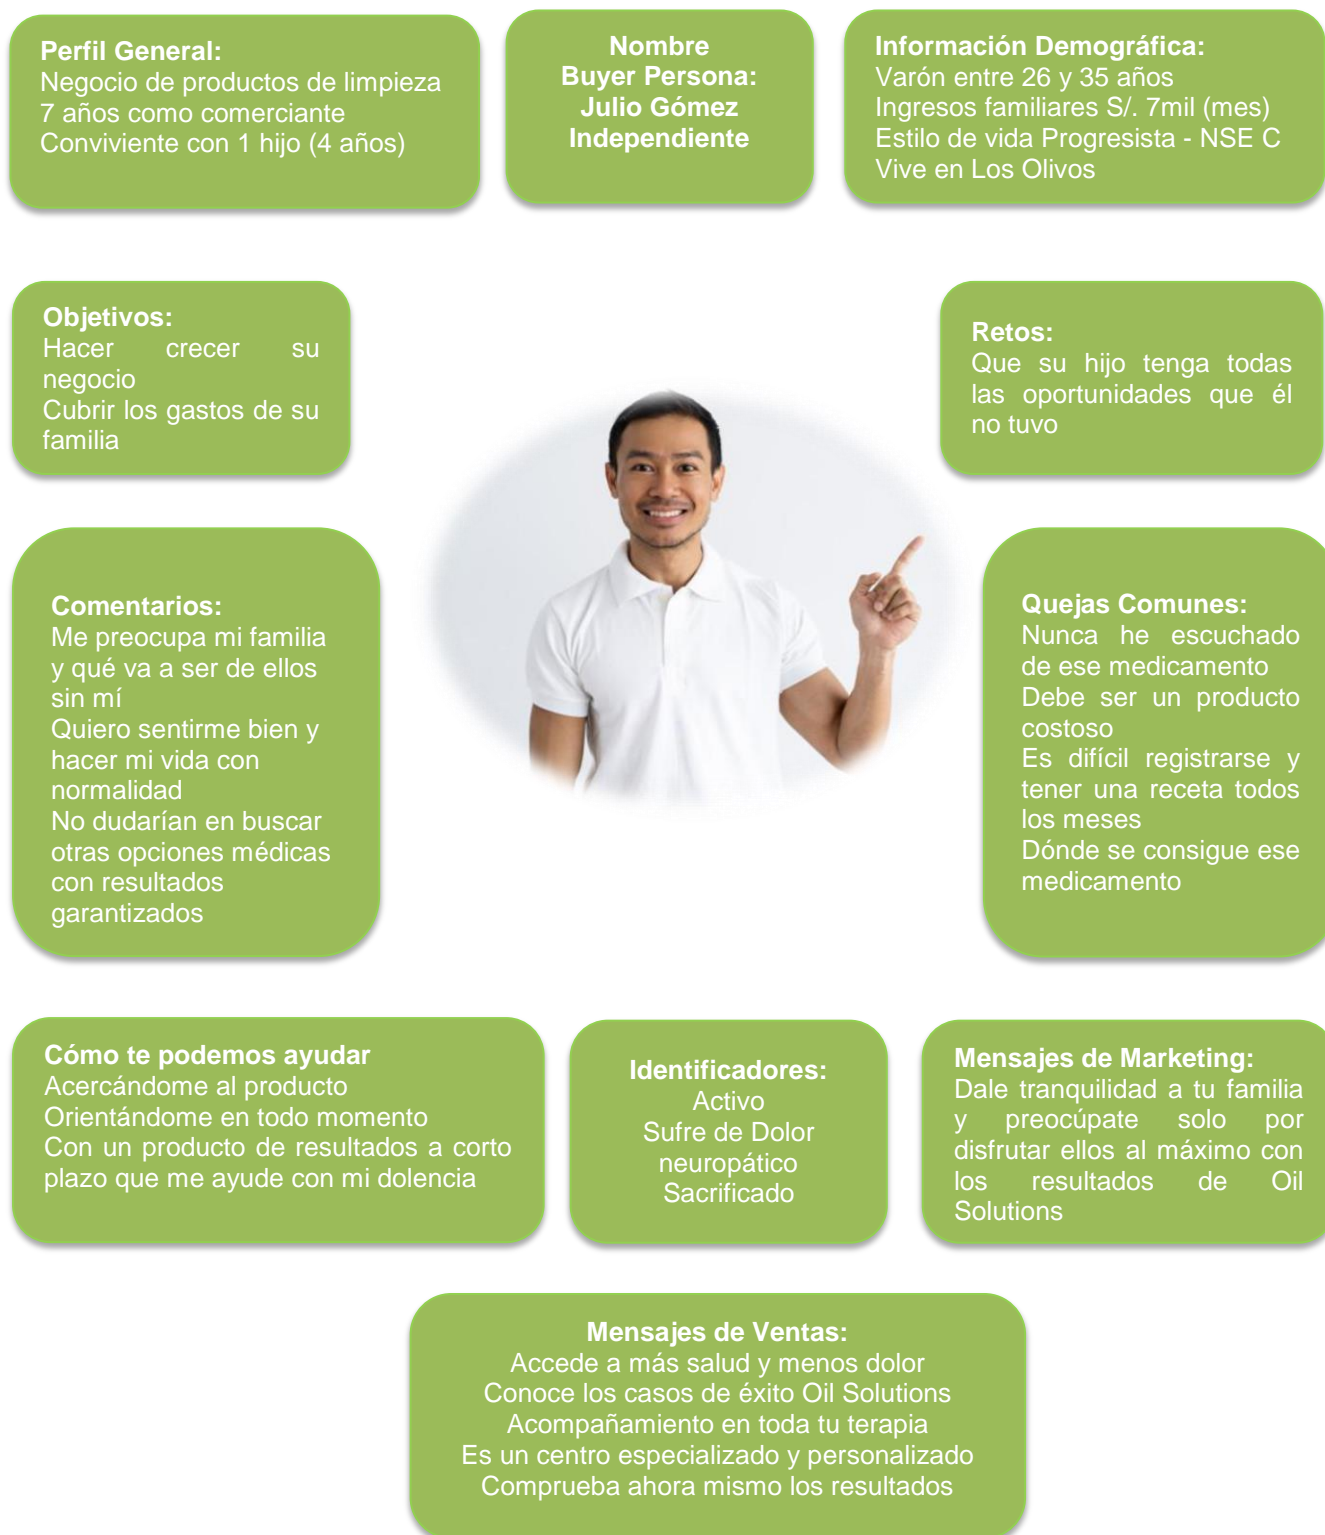 Perfil General:
Negocio de productos de limpieza
7 años como comerciante
Conviviente con 1 hijo (4 años)
Nombre
Buyer Persona:
Julio Gómez
Independiente
Información Demográfica:
Varón entre 26 y 35 años
Ingresos familiares S/. 7mil (mes)
Estilo de vida Progresista - NSE C
Vive en Los Olivos
Objetivos:
Hacer crecer su
negocio
Cubrir los gastos de su
familia
Retos:
Que su hijo tenga todas
las oportunidades que él
no tuvo
Comentarios:
Me preocupa mi familia
y qué va a ser de ellos
sin mí
Quiero sentirme bien y
hacer mi vida con
normalidad
No dudarían en buscar
otras opciones médicas
con resultados
garantizados
Quejas Comunes:
Nunca he escuchado
de ese medicamento
Debe ser un producto
costoso
Es difícil registrarse y
tener una receta todos
los meses
Dónde se consigue ese
medicamento
Cómo te podemos ayudar
Acercándome al producto
Orientándome en todo momento
Con un producto de resultados a corto
plazo que me ayude con mi dolencia
Identificadores:
Activo
Sufre de Dolor
neuropático
Sacrificado
Mensajes de Marketing:
Dale tranquilidad a tu familia
y preocúpate solo por
disfrutar ellos al máximo con
los resultados de Oil
Solutions
Mensajes de Ventas:
Accede a más salud y menos dolor
Conoce los casos de éxito Oil Solutions
Acompañamiento en toda tu terapia
Es un centro especializado y personalizado
Comprueba ahora mismo los resultados